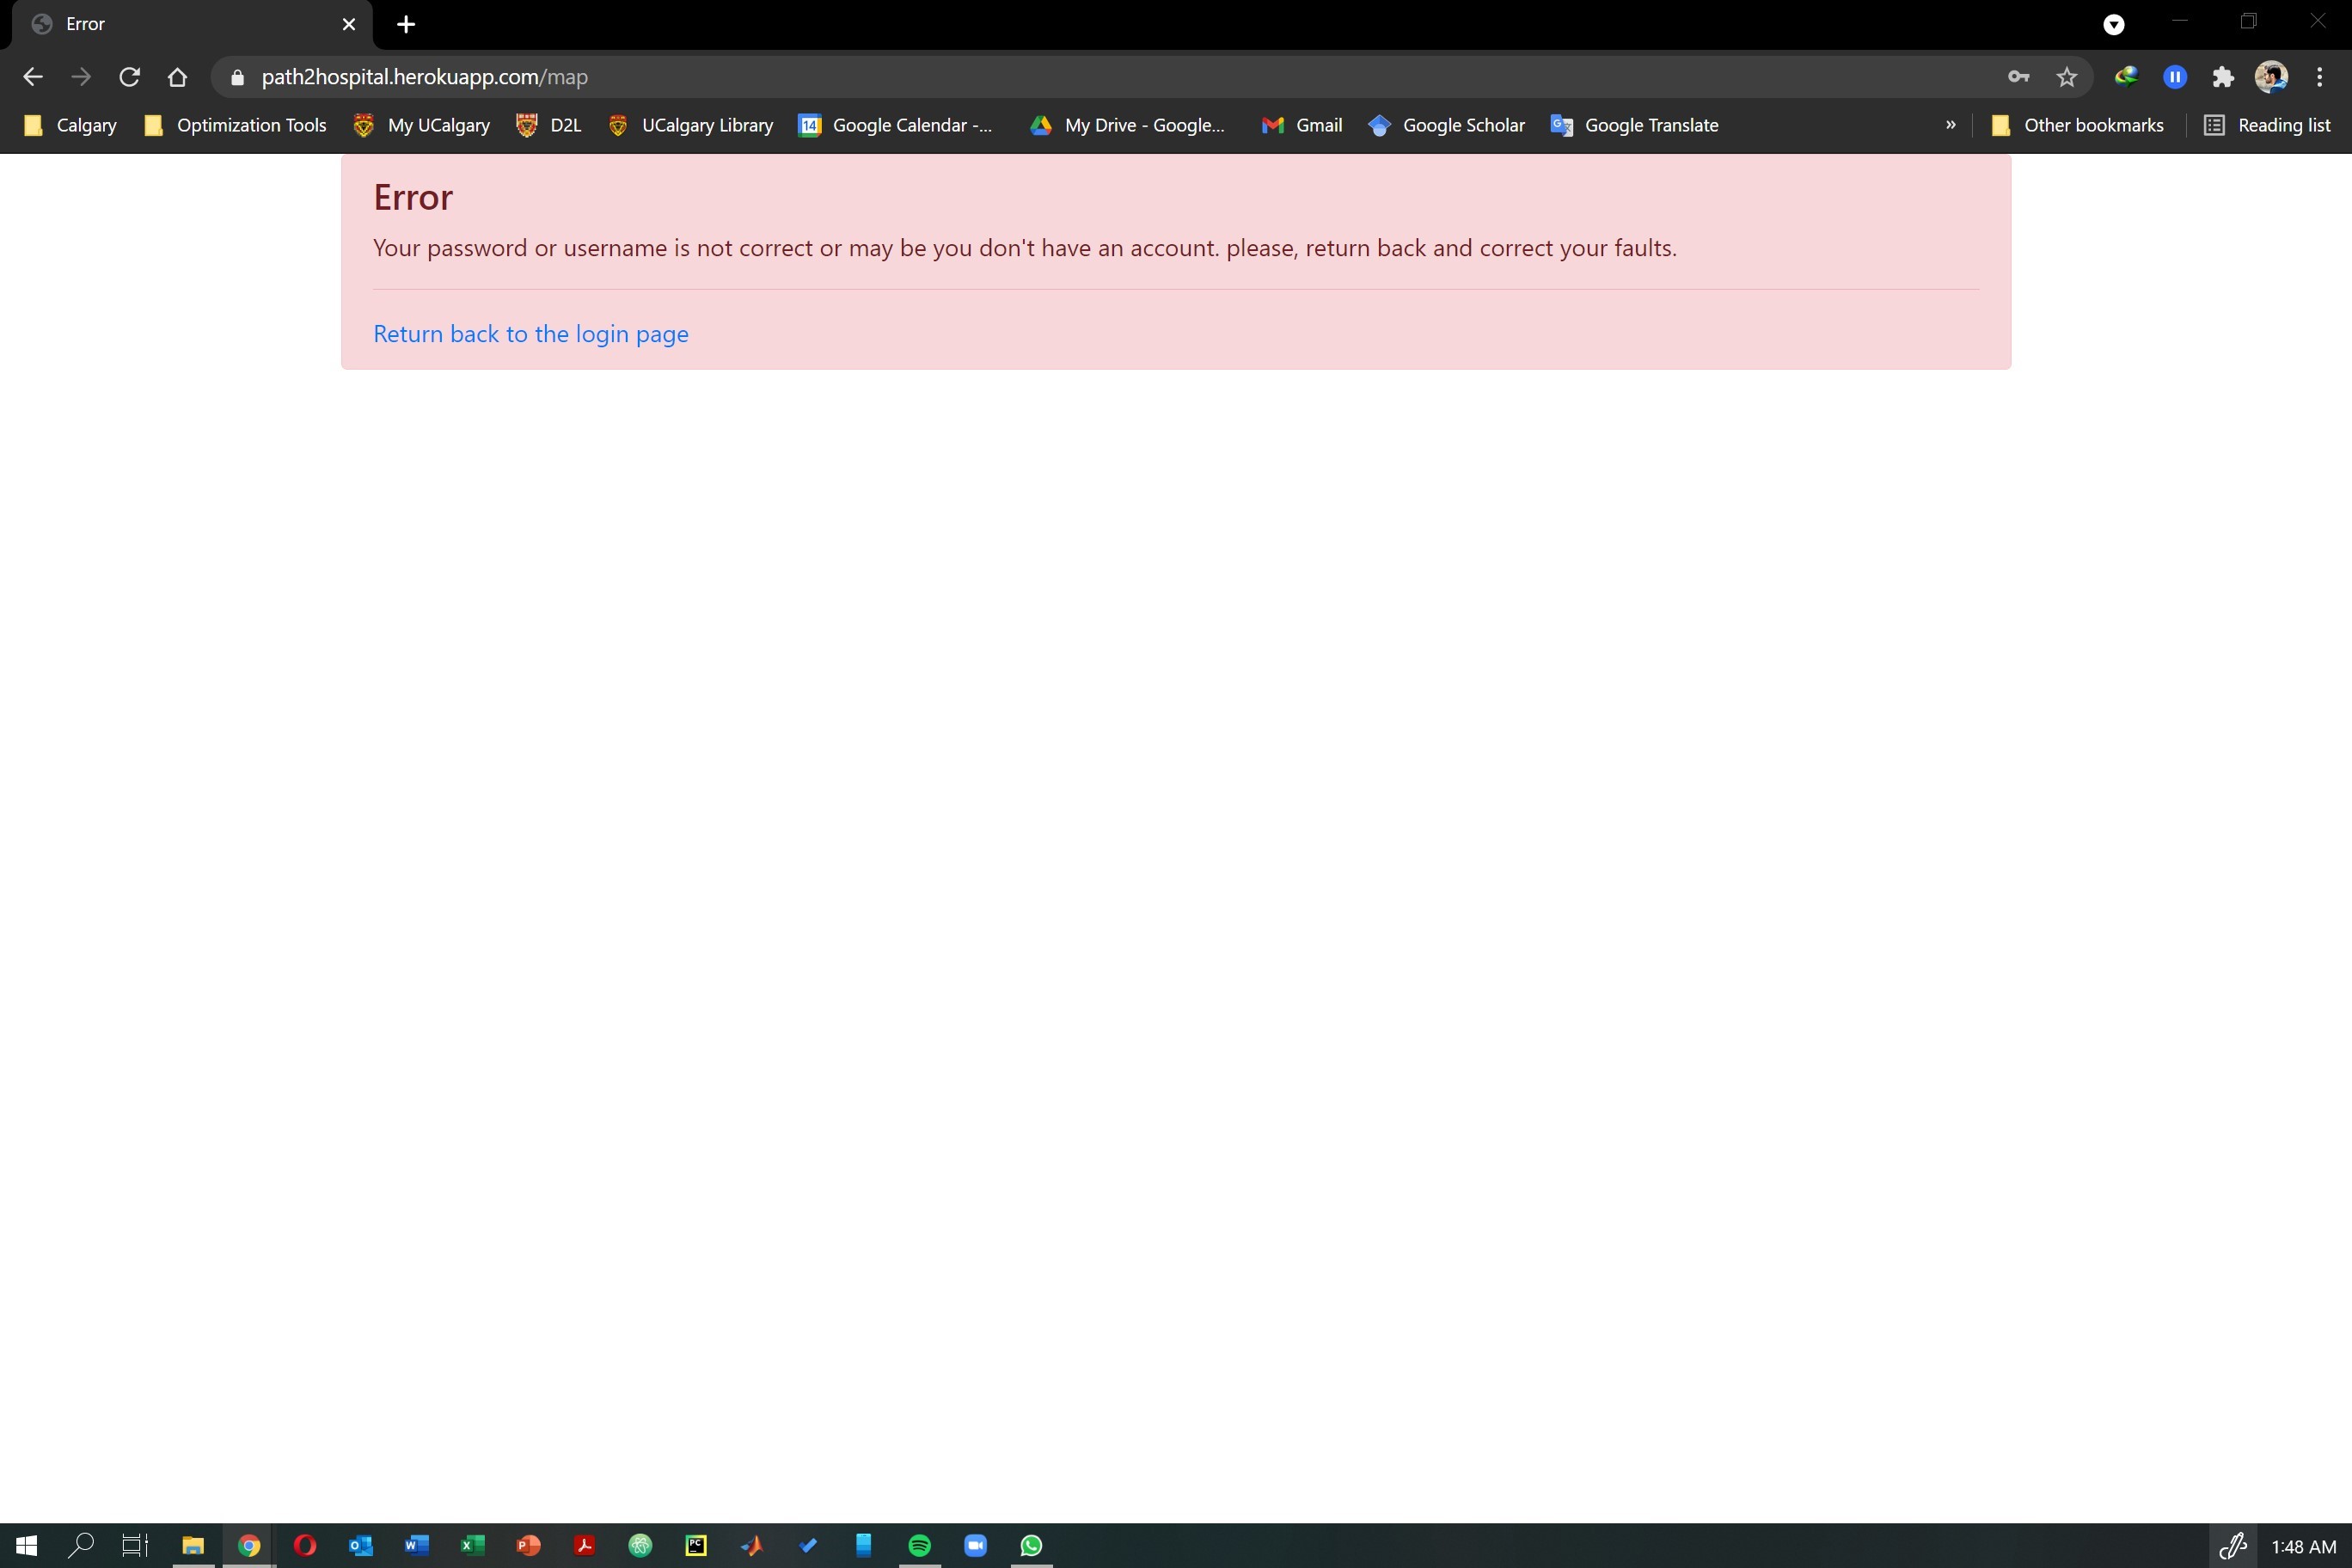 Error
path2hospital.herokuapp.com/map
Calgary Optimization Tools My UCalgary D2L UCalgary Library 14 Google Calendar -... My Drive - Google... Gmail Google Scholar Google Translate » Other bookmarks Reading list
Error
Your password or username is not correct or may be you don't have an account. please, return back and correct your faults.
Return back to the login page
1:48 AM